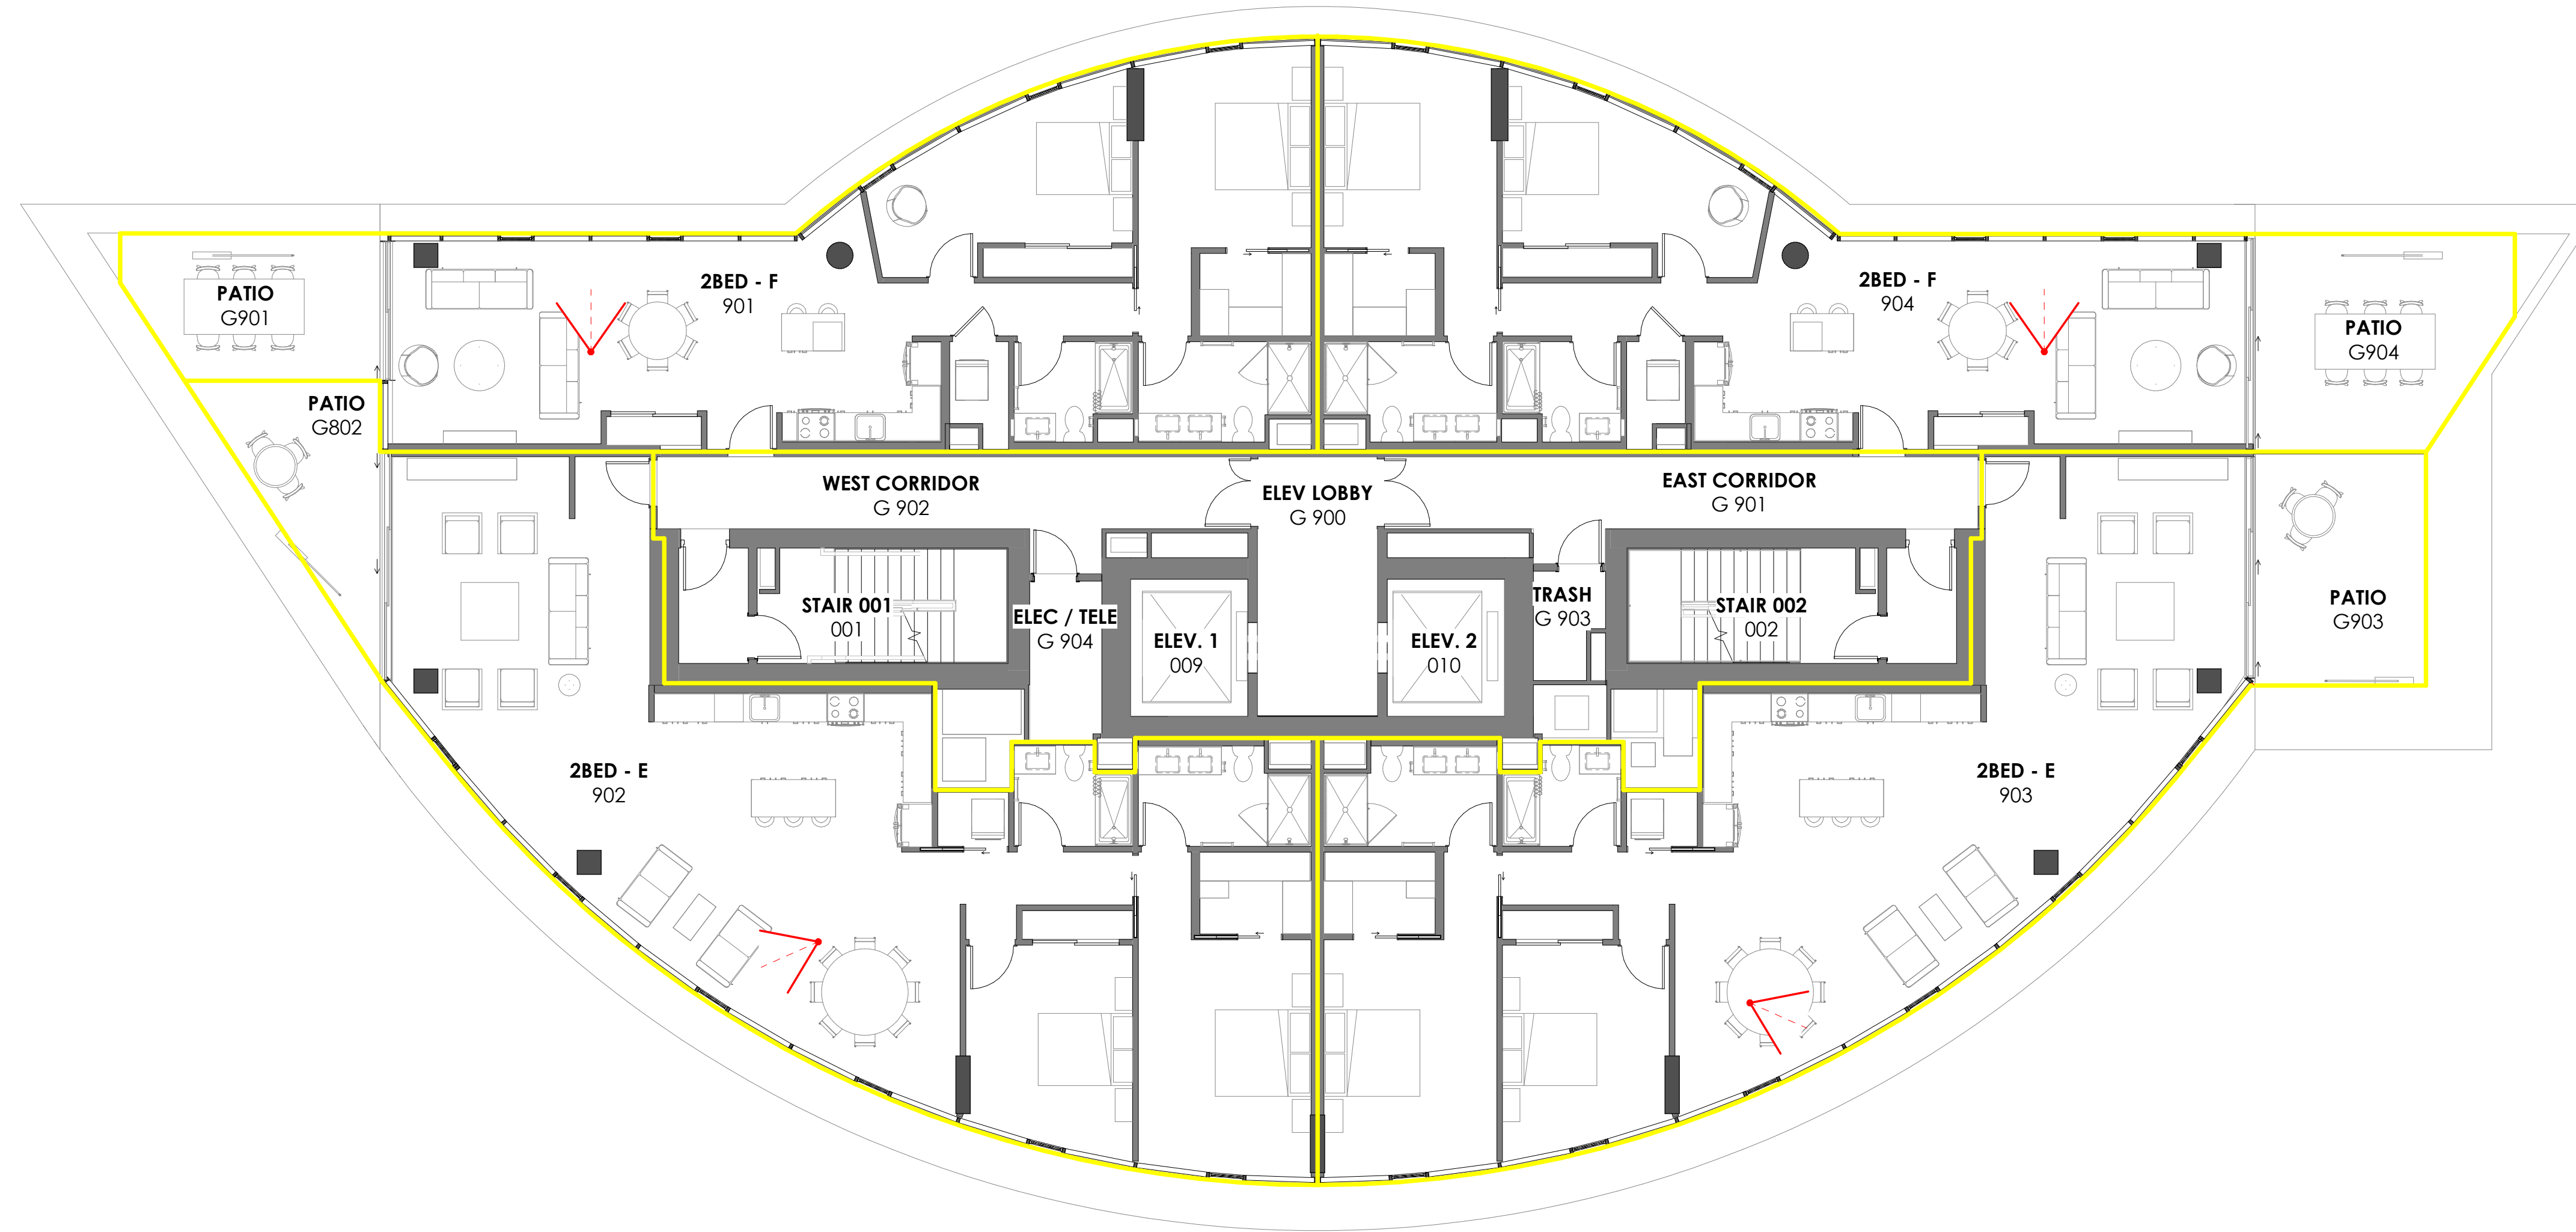 2BED - F
901
2BED - F
904
PATIO
G901
PATIO
G904
PATIO
G802
WEST CORRIDOR
G 902
ELEV LOBBY
G 900
EAST CORRIDOR
G 901
STAIR 001
001
ELEC / TELE
G 904
ELEV. 1
009
ELEV. 2
010
TRASH
G 903
STAIR 002
002
PATIO
G903
2BED - E
902
2BED - E
903